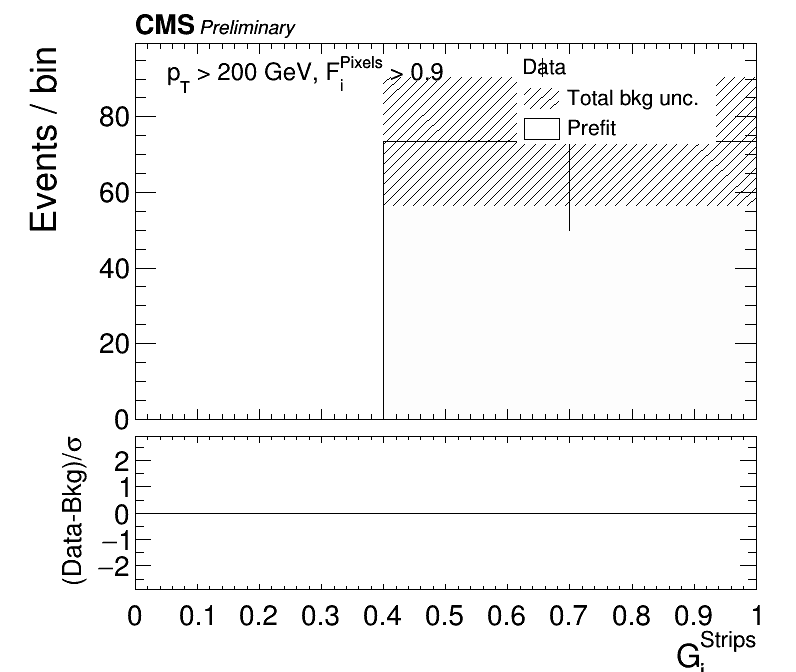 CMS Preliminary
p_T > 200 GeV, F_i^Pixels > 0.9
Data
Total bkg unc.
Prefit
Events / bin
80
60
40
20
0
(Data-Bkg)/σ
2
1
0
−1
−2
0 0.1 0.2 0.3 0.4 0.5 0.6 0.7 0.8 0.9 1
G_i^Strips